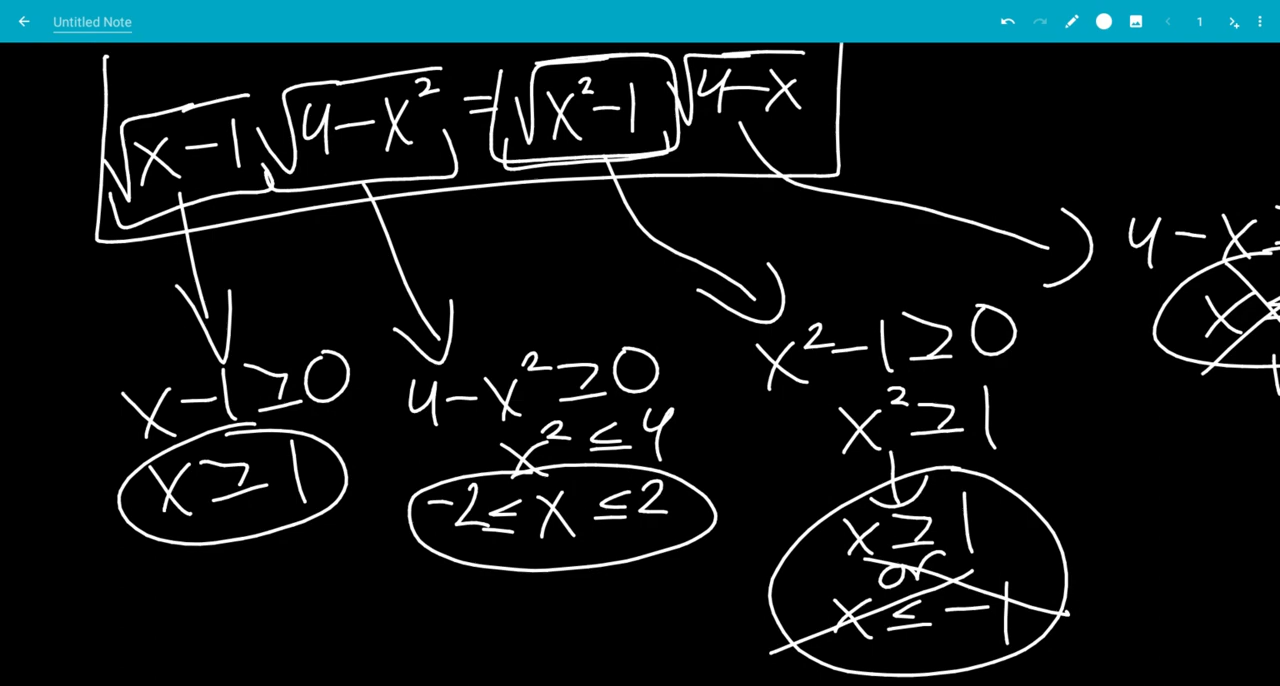 Untitled Note
1
√x-1 √4-x² = √x²-1 √4-x
4-x
x
x-1≥0
x≥1
4-x²≥0
x²≤4
-2≤x≤2
x²-1≥0
x²≥1
x≥1
or
x≤-1